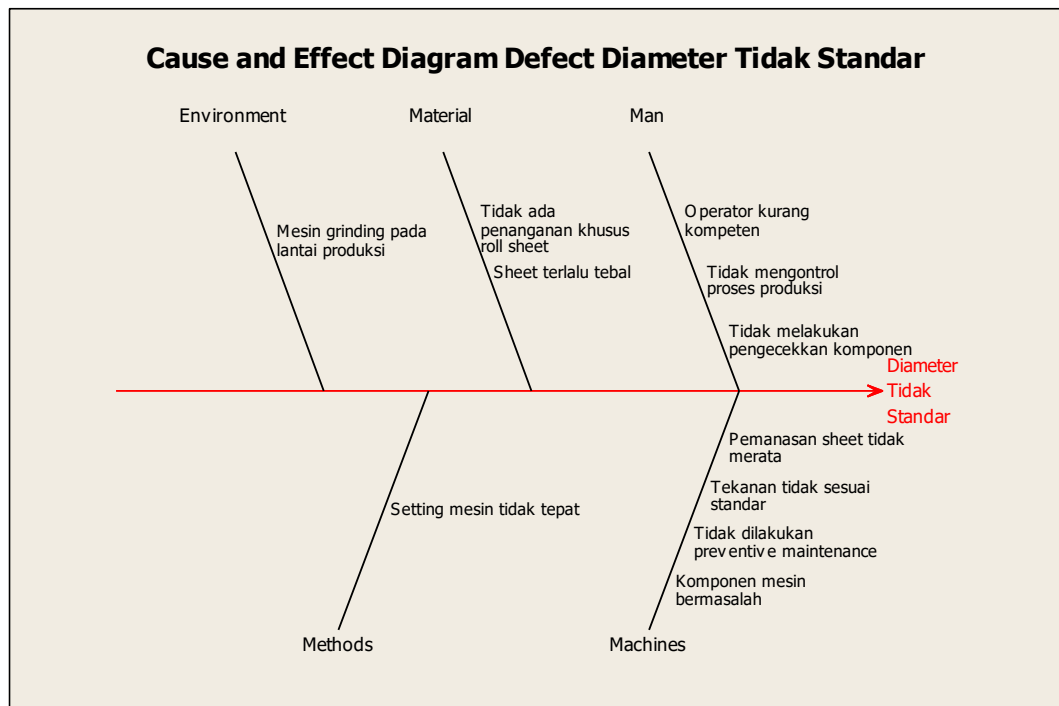 Cause and Effect Diagram Defect Diameter Tidak Standar
Environment
Material
Man
Mesin grinding pada
lantai produksi
Tidak ada
penanganan khusus
roll sheet
Sheet terlalu tebal
Operator kurang
kompeten
Tidak mengontrol
proses produksi
Tidak melakukan
pengecekkan komponen
Diameter
Tidak
Standar
Setting mesin tidak tepat
Pemanasan sheet tidak
merata
Tekanan tidak sesuai
standar
Tidak dilakukan
preventive maintenance
Komponen mesin
bermasalah
Methods
Machines